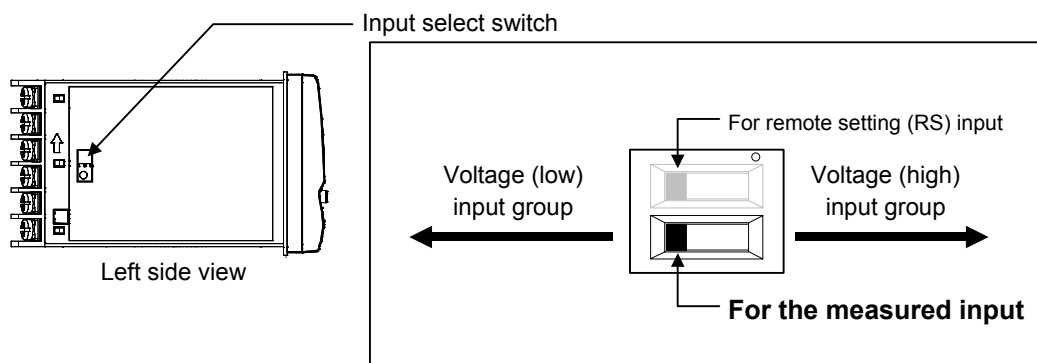 Input select switch
For remote setting (RS) input
Voltage (low)
input group
Voltage (high)
input group
Left side view
For the measured input